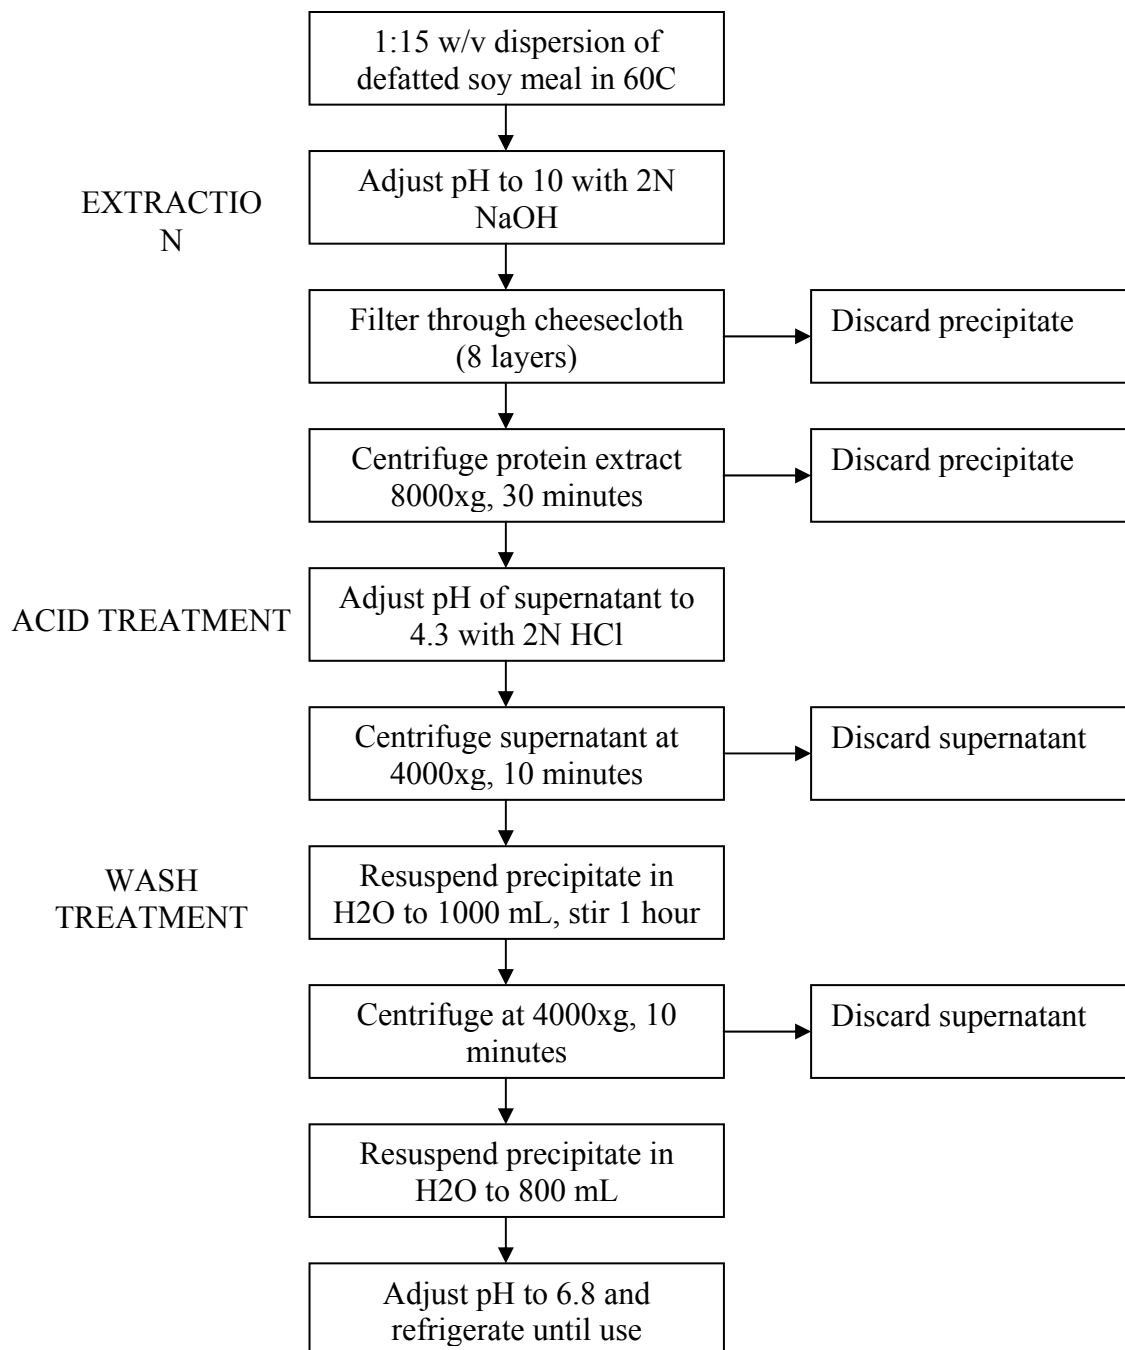 1:15 w/v dispersion of
defatted soy meal in 60C
Adjust pH to 10 with 2N
NaOH
EXTRACTIO
N
Filter through cheesecloth
(8 layers)
Discard precipitate
Centrifuge protein extract
8000xg, 30 minutes
Discard precipitate
ACID TREATMENT
Adjust pH of supernatant to
4.3 with 2N HCl
Centrifuge supernatant at
4000xg, 10 minutes
Discard supernatant
WASH
TREATMENT
Resuspend precipitate in
H2O to 1000 mL, stir 1 hour
Centrifuge at 4000xg, 10
minutes
Discard supernatant
Resuspend precipitate in
H2O to 800 mL
Adjust pH to 6.8 and
refrigerate until use